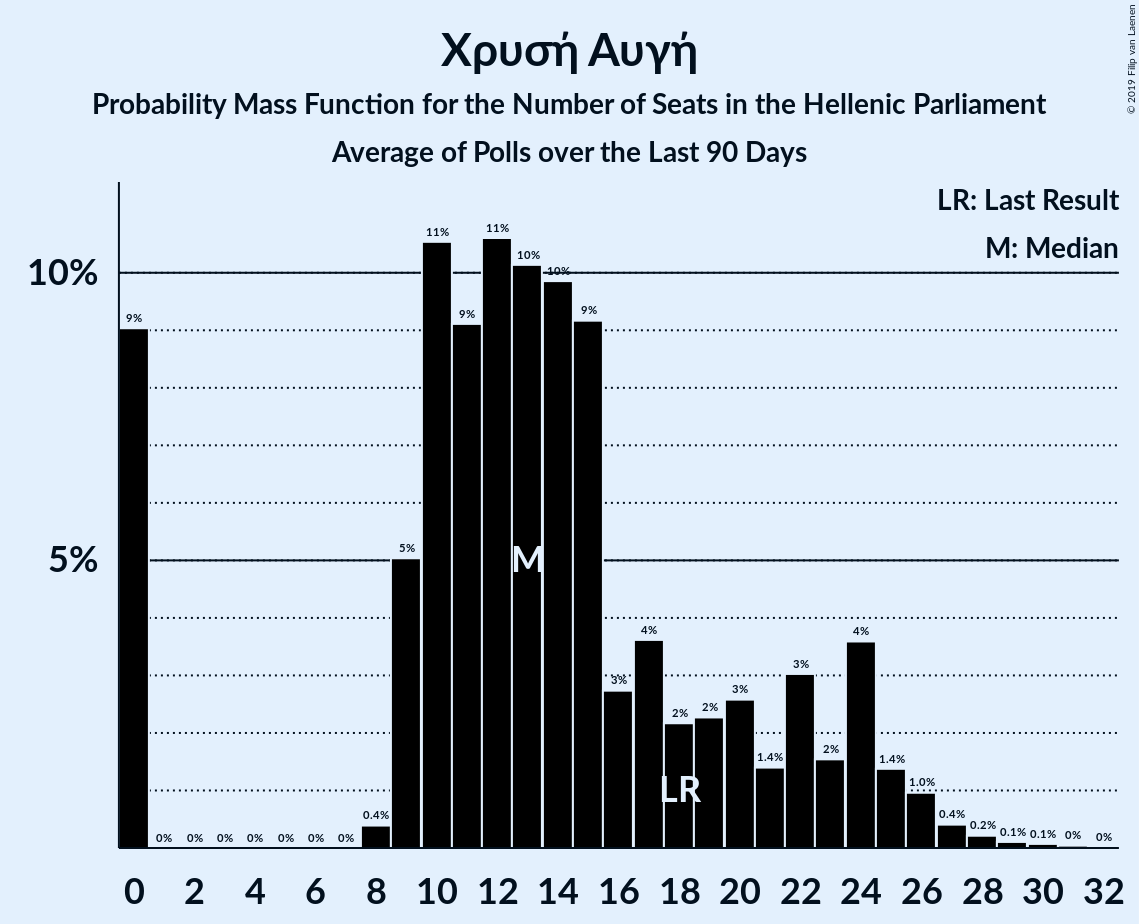 Χρυσή Αυγή
Probability Mass Function for the Number of Seats in the Hellenic Parliament
Average of Polls over the Last 90 Days
© 2019 Filip van Laenen
LR: Last Result
M: Median
10%
5%
9% 0% 0% 0% 0% 0% 0% 0% 0.4% 5% 11% 9% 11% 10% 10% 9% 3% 4% 2% 2% 3% 1.4% 3% 2% 4% 1.4% 1.0% 0.4% 0.2% 0.1% 0.1% 0% 0%
M
LR
0 2 4 6 8 10 12 14 16 18 20 22 24 26 28 30 32